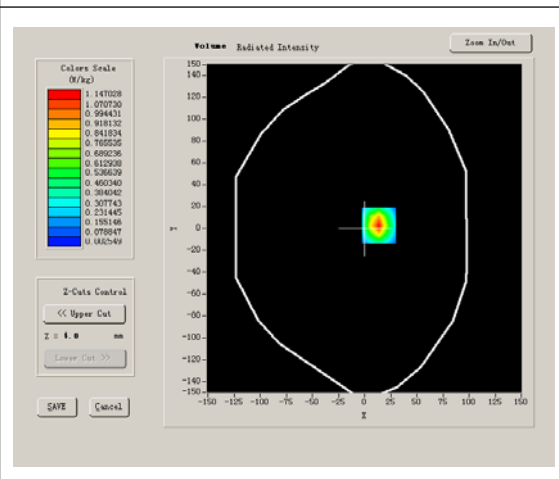 Volume Radiated Intensity
Zoom In/Out
Colors Scale
(W/kg)
1.147028
1.070730
0.994431
0.918132
0.841834
0.765535
0.689236
0.612938
0.536639
0.460340
0.384042
0.307743
0.231445
0.155146
0.078847
0.002549
Z-Cuts Control
<< Upper Cut
Z = 4.0 mm
Lower Cut >>
SAVE Cancel
150
140
120
100
80
60
40
20
0
-20
-40
-60
-80
-100
-120
-140
-150
Y
-150 -125 -100 -75 -50 -25 0 25 50 75 100 125 150
X